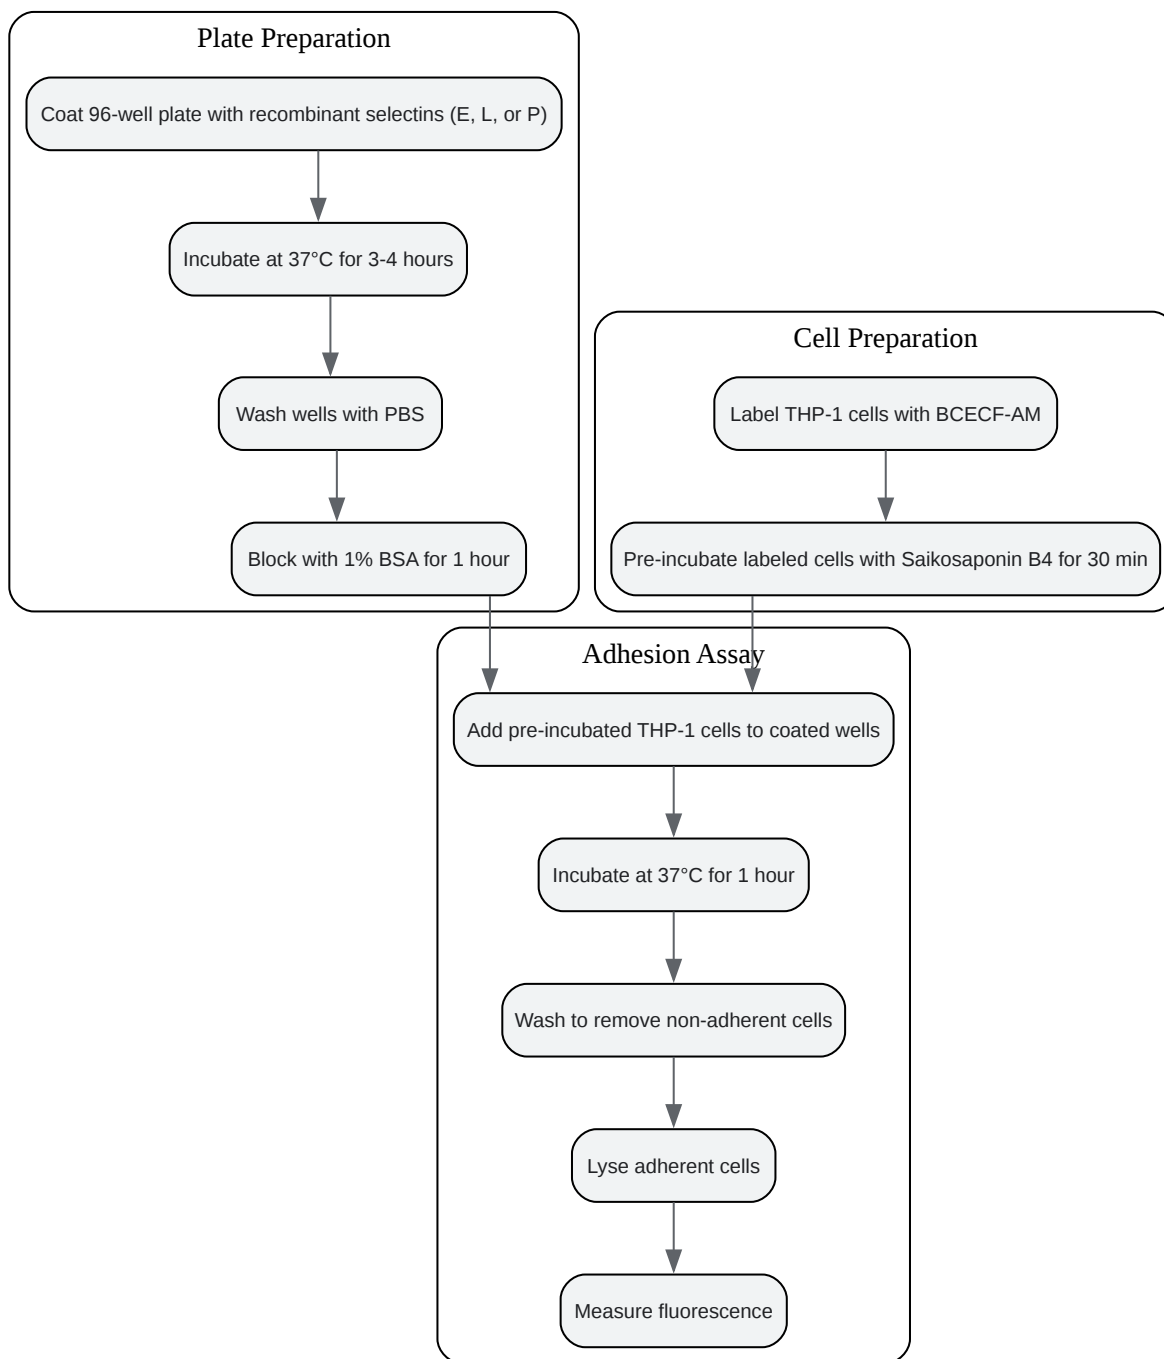 Plate Preparation
Coat 96-well plate with recombinant selectins (E, L, or P)
Incubate at 37°C for 3-4 hours
Wash wells with PBS
Block with 1% BSA for 1 hour
Cell Preparation
Label THP-1 cells with BCECF-AM
Pre-incubate labeled cells with Saikosaponin B4 for 30 min
Adhesion Assay
Add pre-incubated THP-1 cells to coated wells
Incubate at 37°C for 1 hour
Wash to remove non-adherent cells
Lyse adherent cells
Measure fluorescence